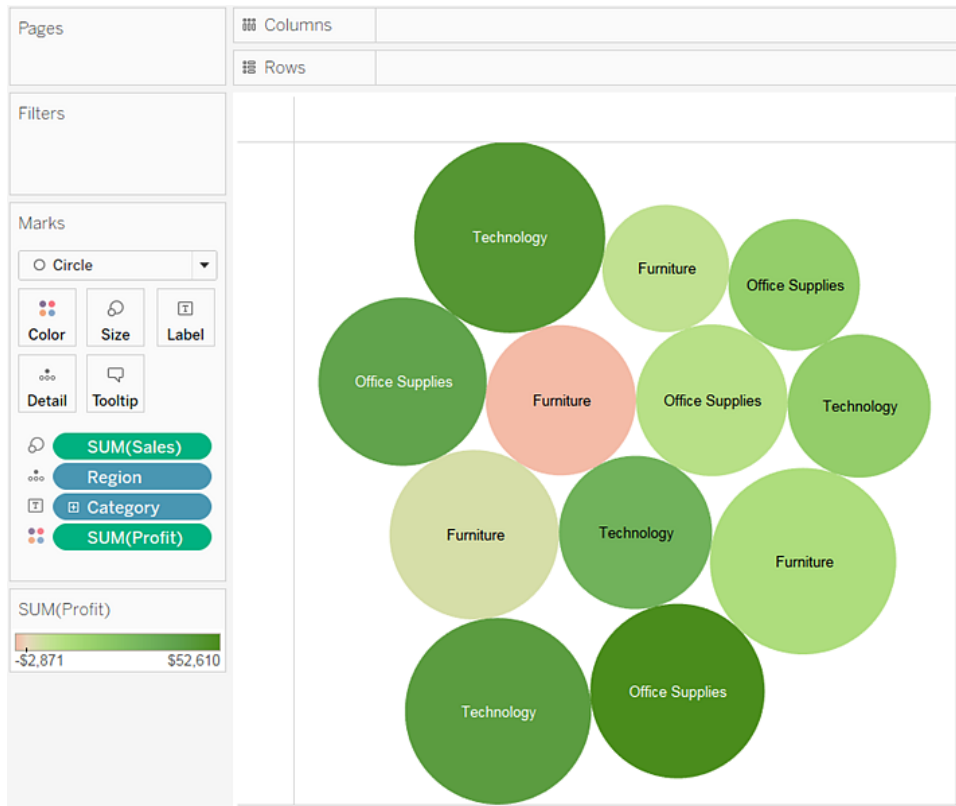 Pages
Columns
Rows
Filters
Marks
Circle
Color
Size
Label
Detail
Tooltip
SUM(Sales)
Region
Category
SUM(Profit)
SUM(Profit)
-$2,871
$52,610
Technology
Furniture
Office Supplies
Office Supplies
Furniture
Office Supplies
Technology
Furniture
Technology
Furniture
Technology
Office Supplies